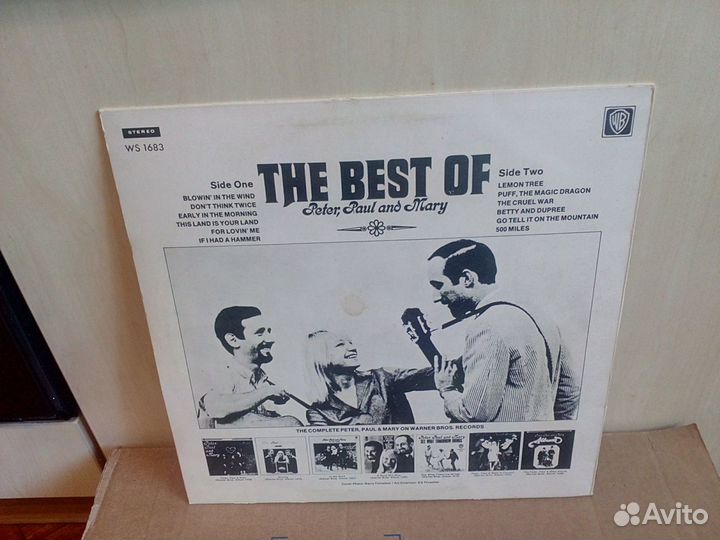 STEREO
WS 1683
WB
THE BEST OF
Peter, Paul and Mary
Side One
BLOWIN' IN THE WIND
DON'T THINK TWICE
EARLY IN THE MORNING
THIS LAND IS YOUR LAND
FOR LOVIN' ME
IF I HAD A HAMMER
Side Two
LEMON TREE
PUFF, THE MAGIC DRAGON
THE CRUEL WAR
BETTY AND DUPREE
GO TELL IT ON THE MOUNTAIN
500 MILES
THE COMPLETE PETER, PAUL & MARY ON WARNER BROS. RECORDS
Avito